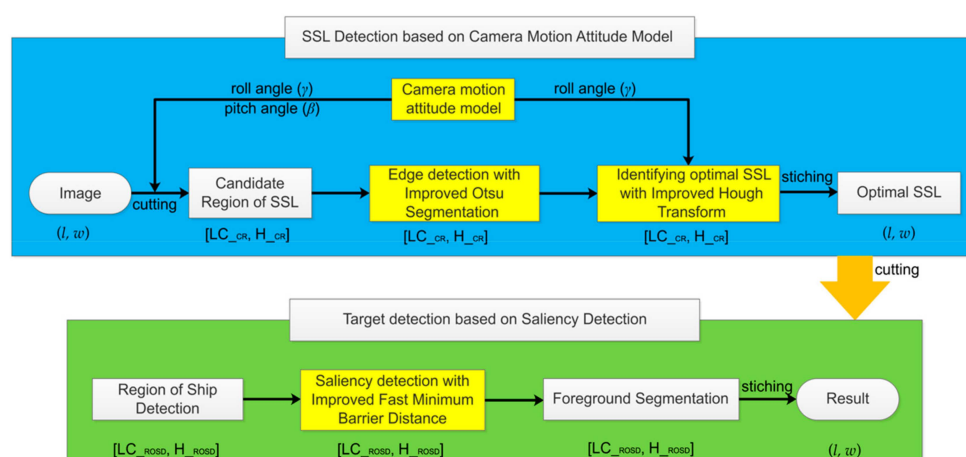 SSL Detection based on Camera Motion Attitude Model
roll angle (γ)
pitch angle (β)
Camera motion
attitude model
roll angle (γ)
Image
cutting
Candidate
Region of SSL
Edge detection with
Improved Otsu
Segmentation
Identifying optimal SSL
with Improved Hough
Transform
stiching
Optimal SSL
(l, w)
[LC_CR, H_CR]
[LC_CR, H_CR]
[LC_CR, H_CR]
(l, w)
cutting
Target detection based on Saliency Detection
Region of Ship
Detection
Saliency detection with
Improved Fast Minimum
Barrier Distance
Foreground Segmentation
stiching
Result
[LC_ROSD, H_ROSD]
[LC_ROSD, H_ROSD]
[LC_ROSD, H_ROSD]
(l, w)